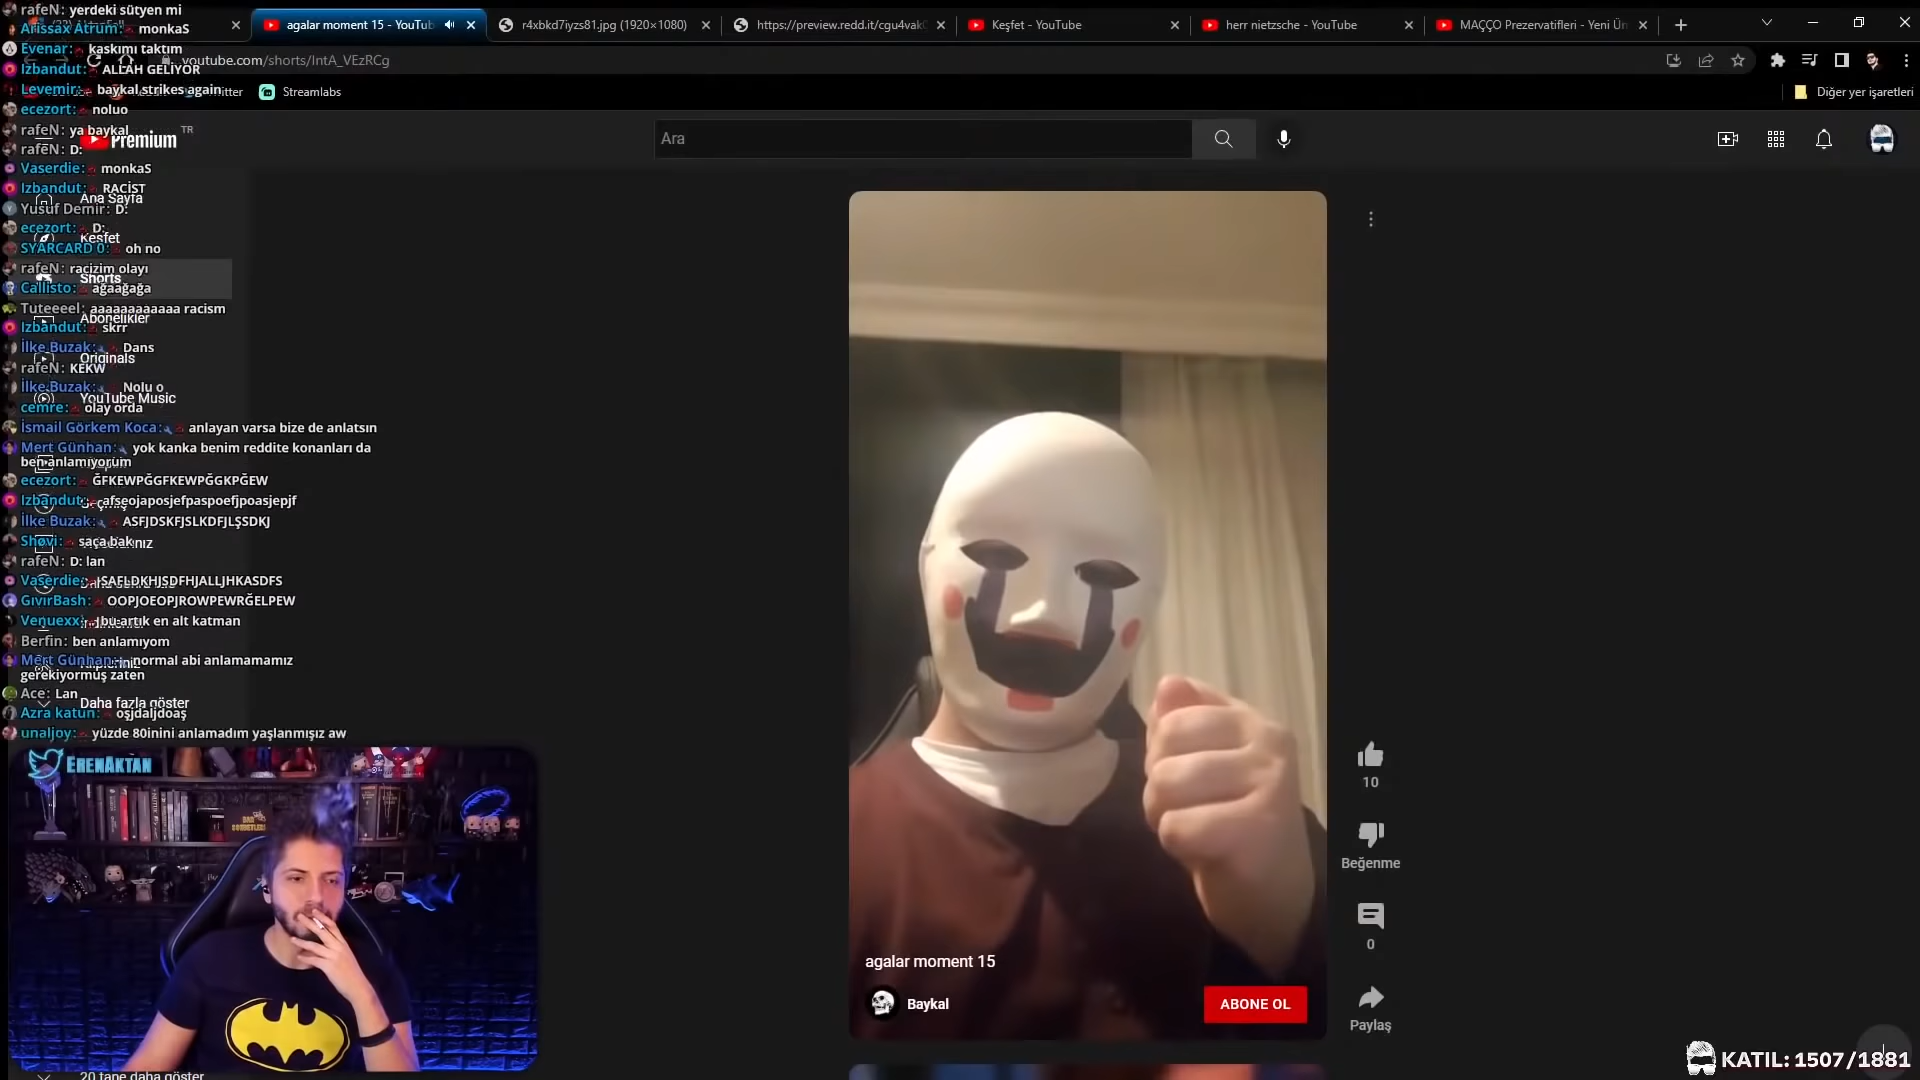 agalar moment 15 - YouTub
r4xbkd7iyzs81.jpg (1920×1080)
https://preview.redd.it/cgu4vak
Keşfet - YouTube
herr nietzsche - YouTube
MAÇÇO Prezervatifleri - Yeni Ün
youtube.com/shorts/IntA_VEzRCg
Streamlabs
Diğer yer işaretleri
Premium TR
Ara
rafeN: yerdeki sütyen mi
Arissax Atrum: monkaS
Evenar: kaskımı taktım
Izbandut: ALLAH GELİYOR
Levemir: baykal strikes again
ecezort: noluo
rafeN: ya baykal
rafeN: D:
Vaserdie: monkaS
Izbandut: RACİST
Ana Sayfa
Yusuf Demir: D:
ecezort: D:
Keşfet
SYARCARD 0: oh no
rafeN: racizim olayı
Shorts
Callisto: ağaağağa
Tuteeeel: aaaaaaaaaaaa racism
Abonelikler
Izbandut: skrr
İlke Buzak: Dans
Originals
rafeN: KEKW
İlke Buzak: Nolu o
YouTube Music
cemre: olay orda
İsmail Görkem Koca: anlayan varsa bize de anlatsın
Mert Günhan: yok kanka benim reddite konanları da
ben anlamıyorum
ecezort: ĞFKEWPĞGFKEWPĞGKPĞEW
Izbandut: afseojaposjefpaspoefjpoasjepjf
İlke Buzak: ASFJDSKFJSLKDFJLŞSDKJ
Shovi: saça bak
rafeN: D: lan
Vaserdie: SAFLDKHJSDFHJALLJHKASDFS
GıvırBash: OOPJOEOPJROWPEWRĞELPEW
Venuexx: bu artık en alt katman
Berfin: ben anlamıyom
Mert Günhan: normal abi anlamamamız
gerekiyormuş zaten
Ace: Lan
Daha fazla göster
Azra katun: oşjdaljdoaş
unaljoy: yüzde 80inini anlamadım yaşlanmışız aw
ErenAktan
20 tane daha göster
agalar moment 15
Baykal
ABONE OL
10
Beğenme
0
Paylaş
KATIL: 1507/1881